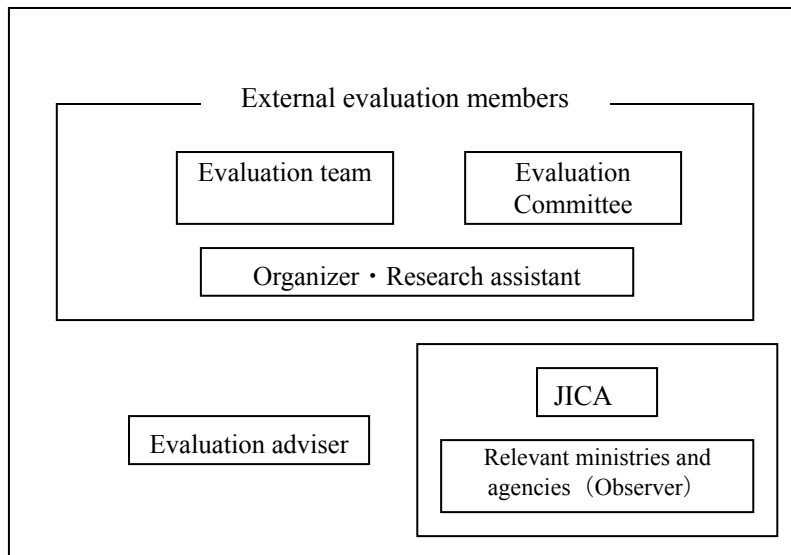 External evaluation members
Evaluation team
Evaluation
Committee
Organizer・Research assistant
Evaluation adviser
JICA
Relevant ministries and
agencies（Observer）